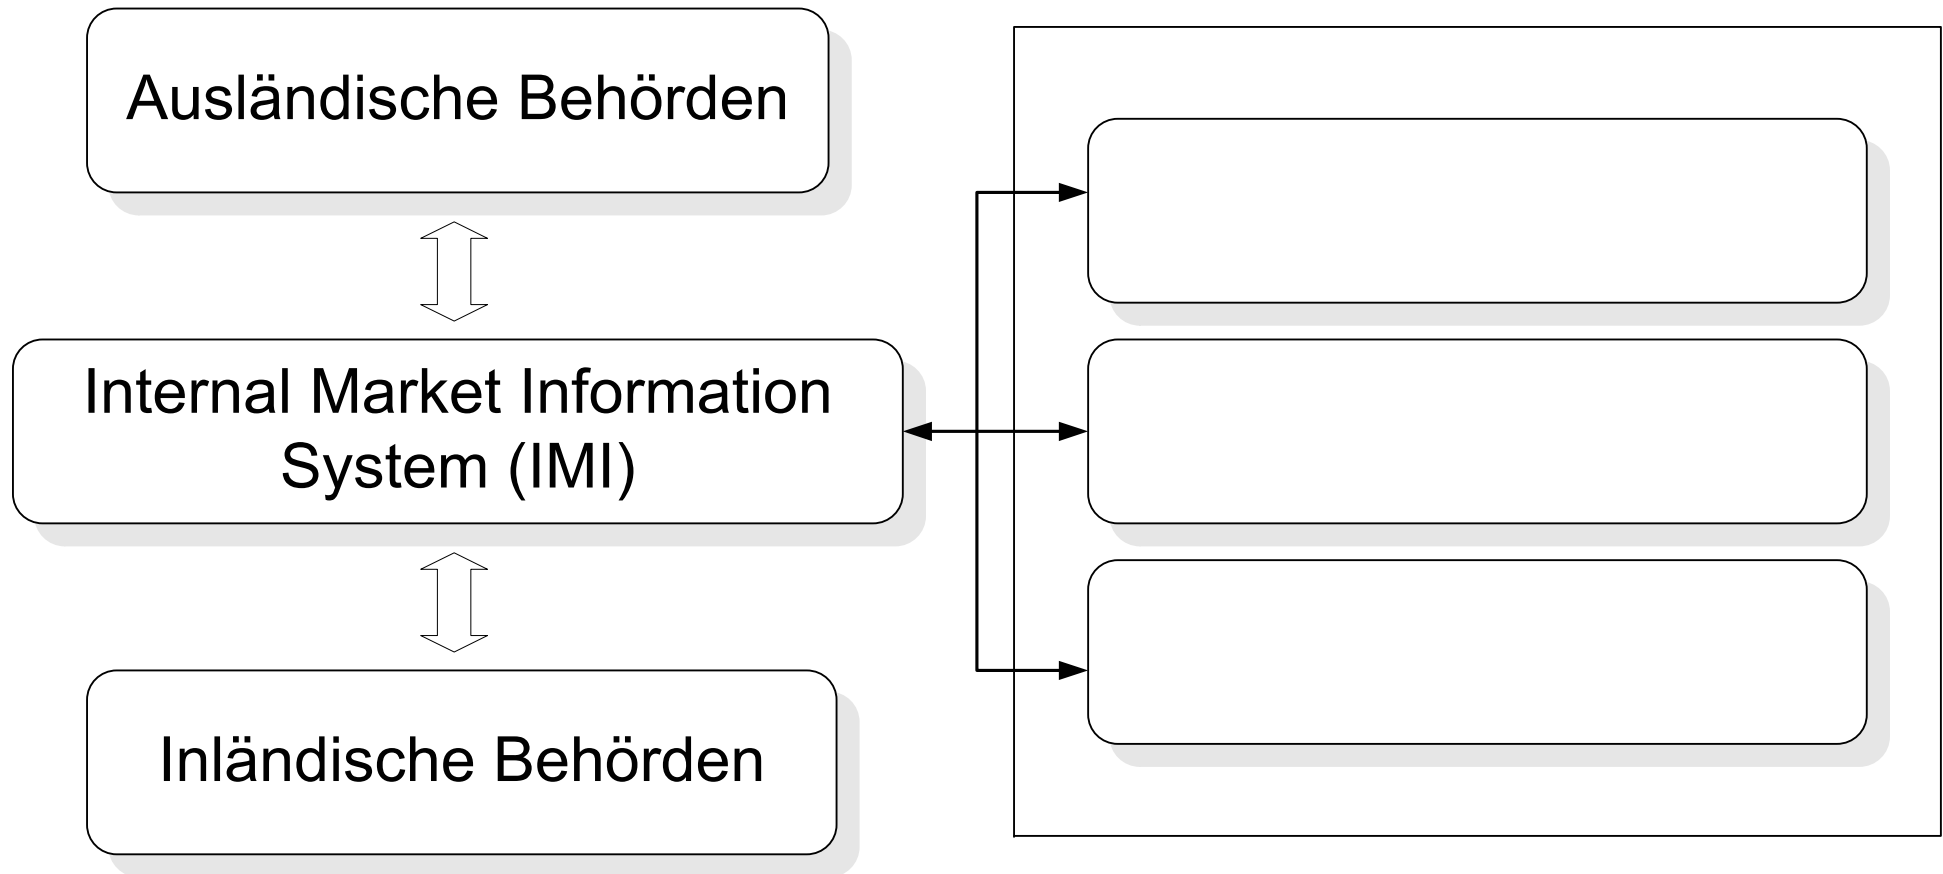 Ausländische Behörden
Internal Market Information
System (IMI)
Inländische Behörden